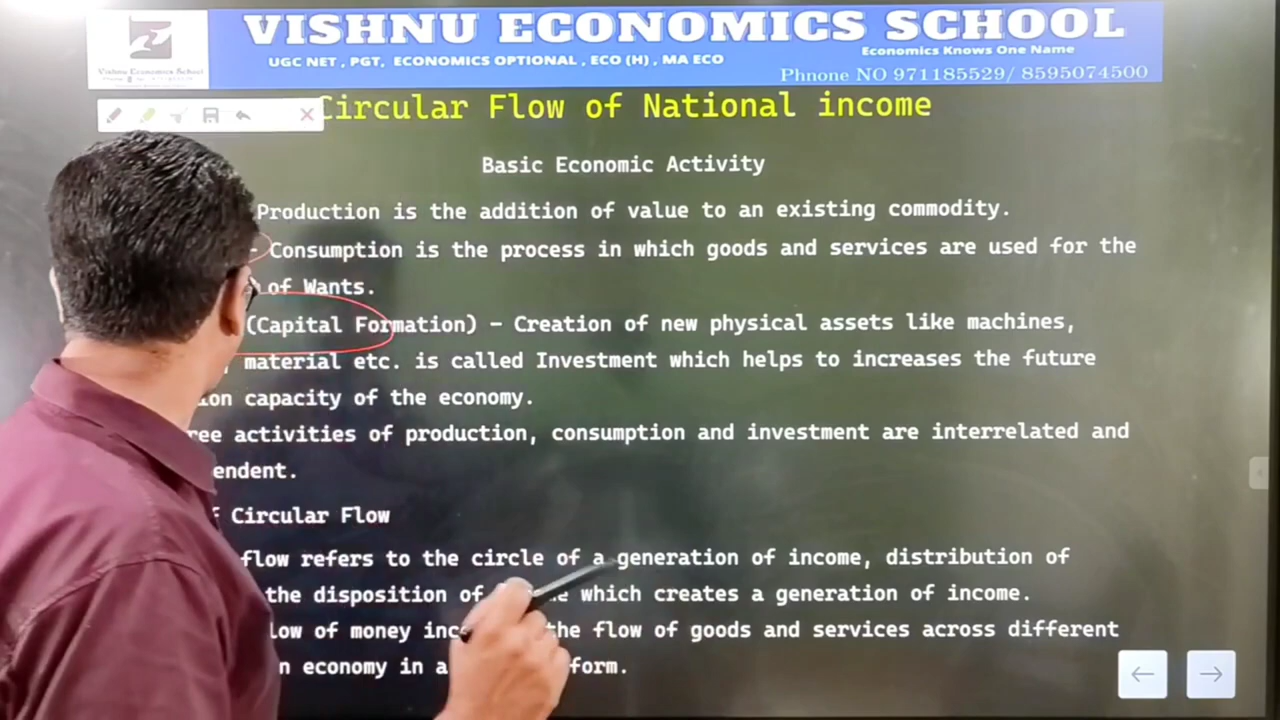 VISHNU ECONOMICS SCHOOL
Economics Knows One Name
UGC NET , PGT, ECONOMICS OPTIONAL , ECO (H) , MA ECO
Phnone NO 971185529/ 8595074500
Vishnu Economics School
Circular Flow of National income
Basic Economic Activity
Production is the addition of value to an existing commodity.
- Consumption is the process in which goods and services are used for the
of Wants.
(Capital Formation) - Creation of new physical assets like machines,
material etc. is called Investment which helps to increases the future
capacity of the economy.
activities of production, consumption and investment are interrelated and
Circular Flow
flow refers to the circle of a generation of income, distribution of
the disposition of which creates a generation of income.
of money the flow of goods and services across different
economy in a form.